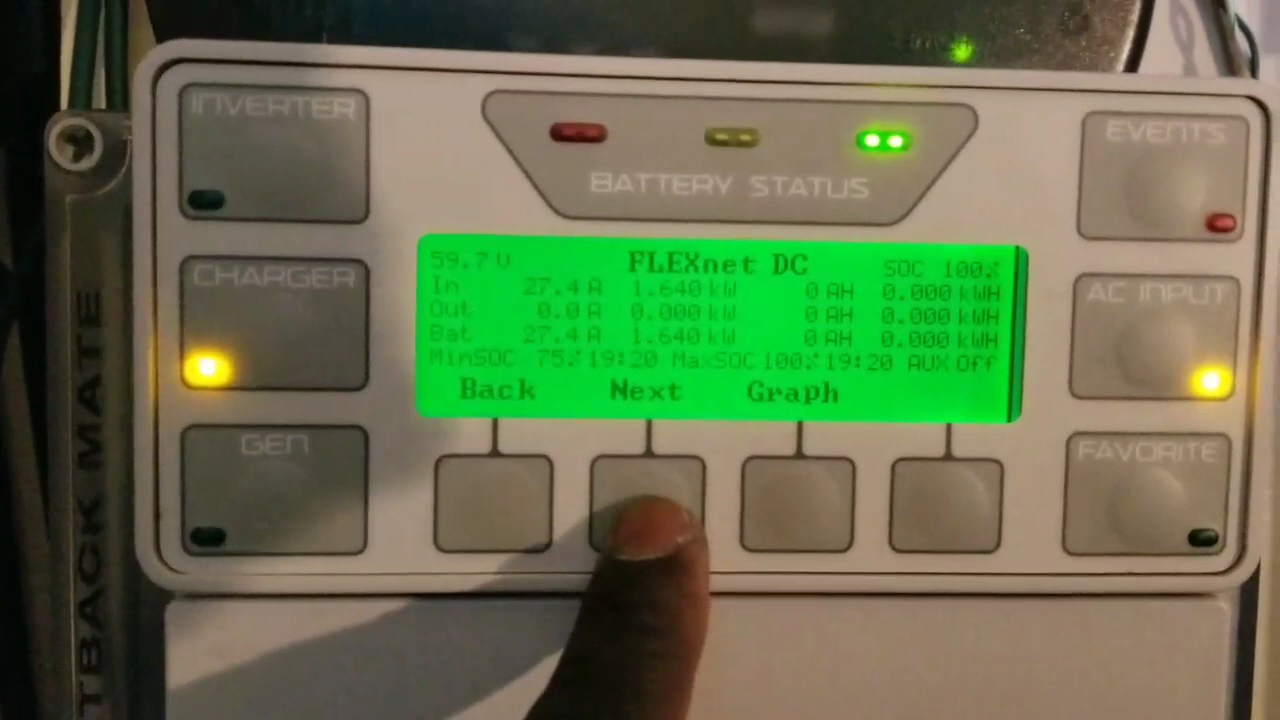 INVERTER
BATTERY STATUS
EVENTS
CHARGER
AC INPUT
GEN
FAVORITE
59.7 V FLEXnet DC SOC 100%
In 27.4 A 1.640 kW 0 AH 0.000 kWH
Out 0.0 A 0.000 kW 0 AH 0.000 kWH
Bat 27.4 A 1.640 kW 0 AH 0.000 kWH
MinSOC 75% 19:20 MaxSOC 100% 19:20 AUX Off
Back Next Graph
TBACK MATE